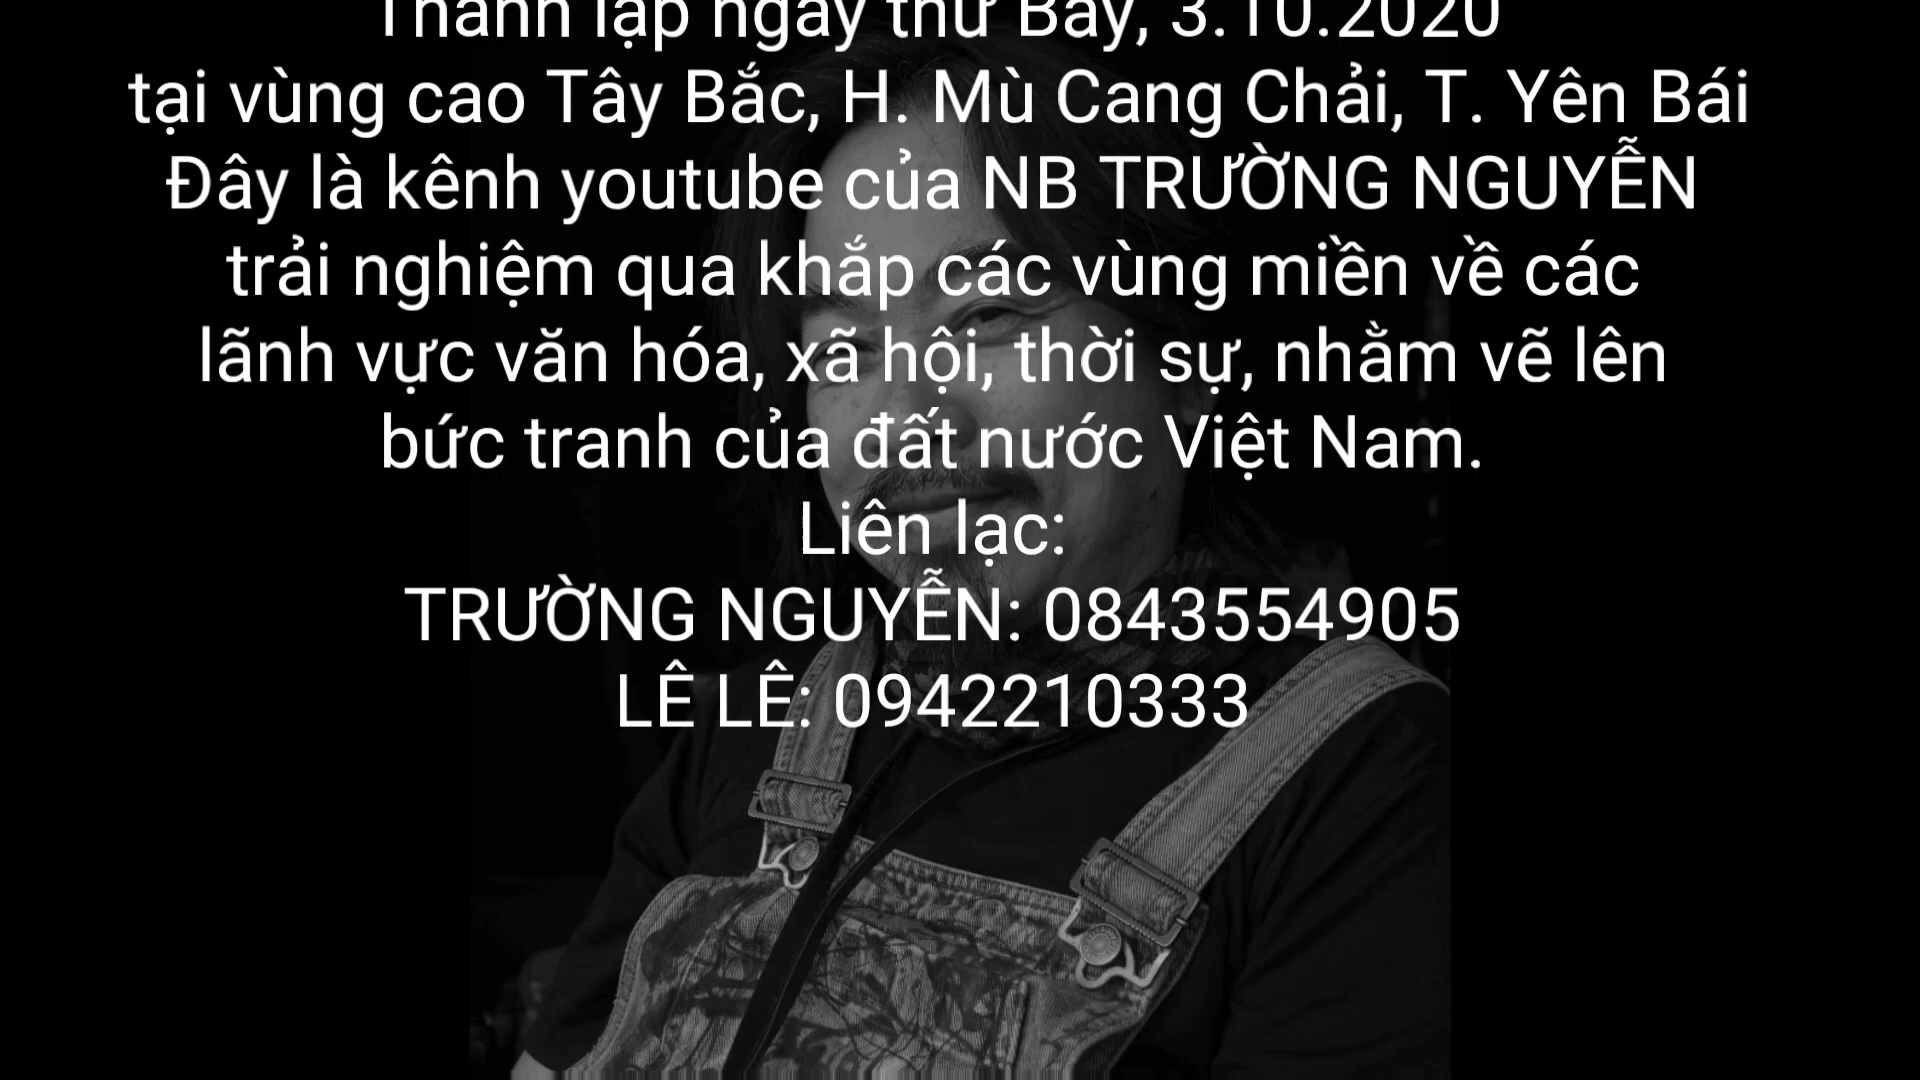 Thành lập ngày thứ Bảy, 3.10.2020
tại vùng cao Tây Bắc, H. Mù Cang Chải, T. Yên Bái
Đây là kênh youtube của NB TRƯỜNG NGUYỄN
trải nghiệm qua khắp các vùng miền về các
lãnh vực văn hóa, xã hội, thời sự, nhằm vẽ lên
bức tranh của đất nước Việt Nam.
Liên lạc:
TRƯỜNG NGUYỄN: 0843554905
LÊ LÊ: 0942210333